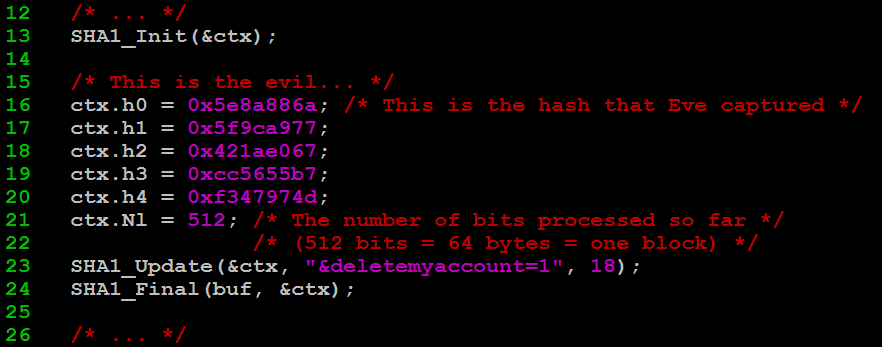 12   /* ... */
13   SHA1_Init(&ctx);
14
15   /* This is the evil... */
16   ctx.h0 = 0x5e8a886a; /* This is the hash that Eve captured */
17   ctx.h1 = 0x5f9ca977;
18   ctx.h2 = 0x421ae067;
19   ctx.h3 = 0xcc5655b7;
20   ctx.h4 = 0xf347974d;
21   ctx.Nl = 512; /* The number of bits processed so far */
22                 /* (512 bits = 64 bytes = one block) */
23   SHA1_Update(&ctx, "&deletemyaccount=1", 18);
24   SHA1_Final(buf, &ctx);
25
26   /* ... */